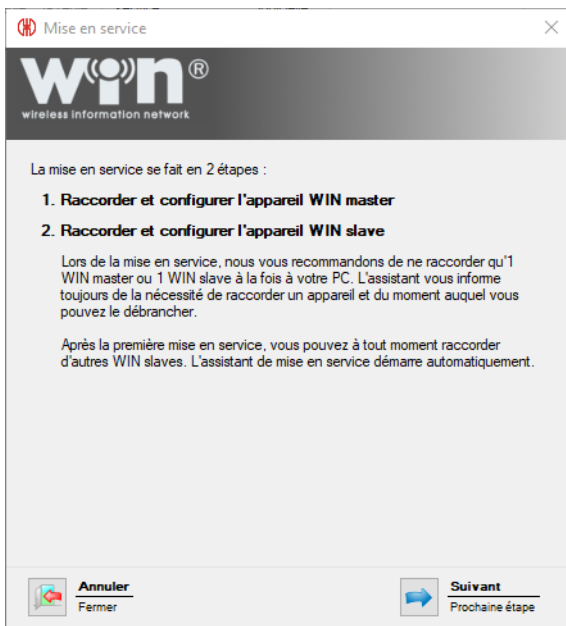 Mise en service
win®
wireless information network
La mise en service se fait en 2 étapes :
1. Raccorder et configurer l'appareil WIN master
2. Raccorder et configurer l'appareil WIN slave
Lors de la mise en service, nous vous recommandons de ne raccorder qu'1
WIN master ou 1 WIN slave à la fois à votre PC. L'assistant vous informe
toujours de la nécessité de raccorder un appareil et du moment auquel vous
pouvez le débrancher.
Après la première mise en service, vous pouvez à tout moment raccorder
d'autres WIN slaves. L'assistant de mise en service démarre automatiquement.
Annuler
Fermer
Suivant
Prochaine étape